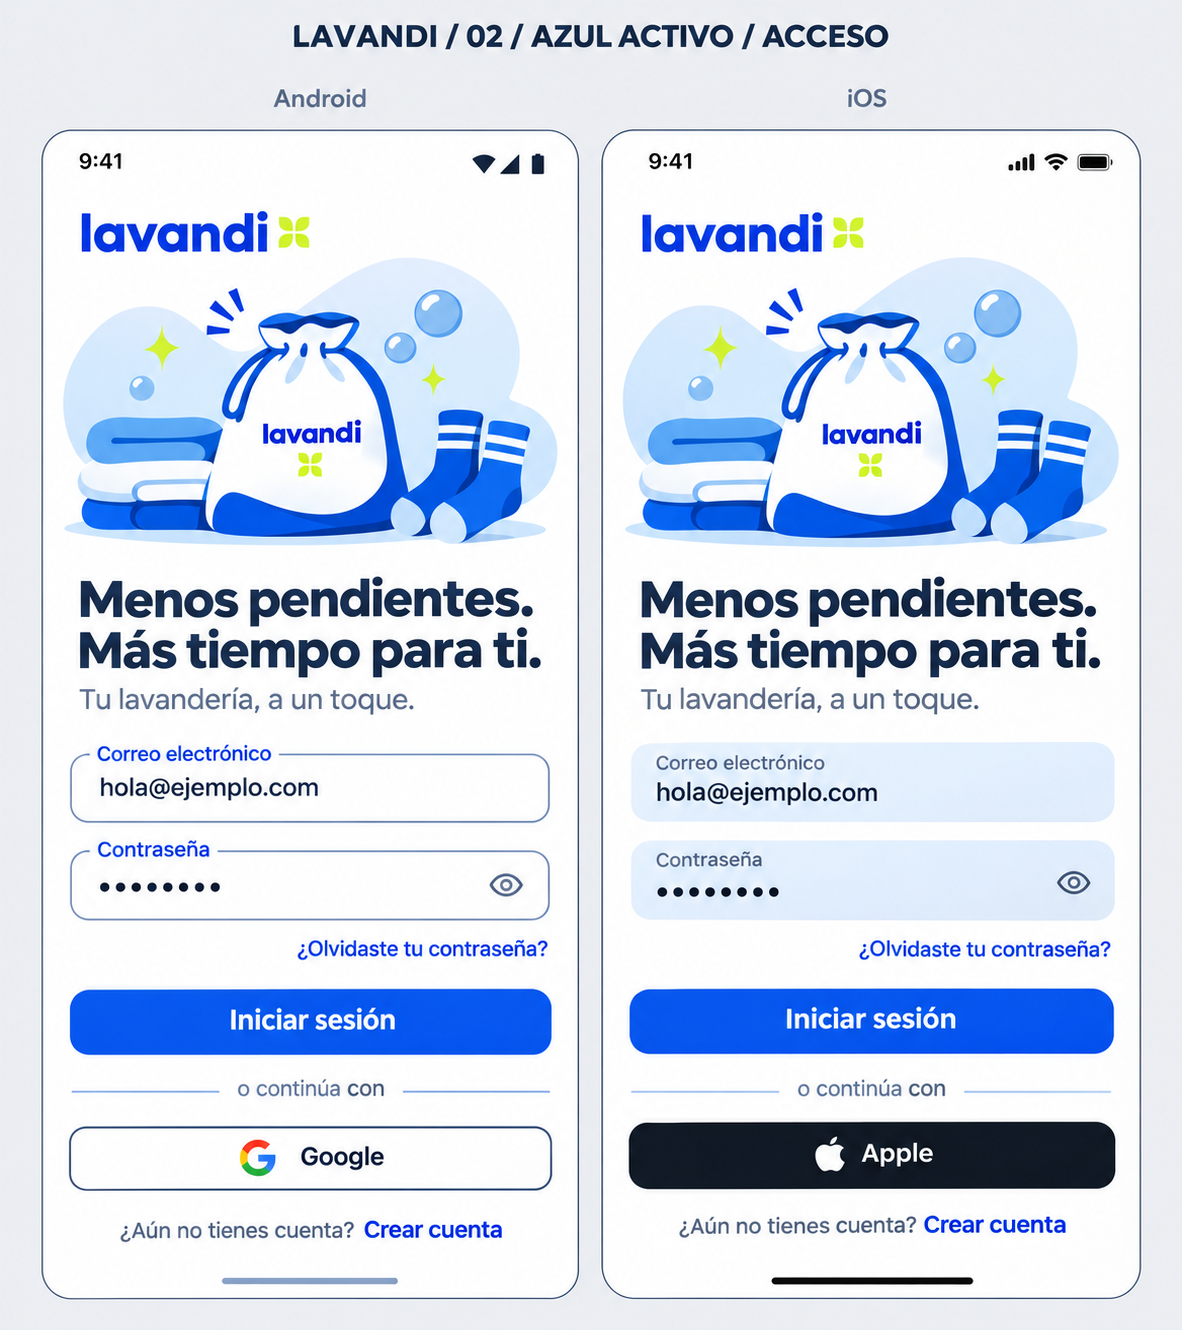 LAVANDI / 02 / AZUL ACTIVO / ACCESO
Android
9:41
lavandi
lavandi
Menos pendientes.
Más tiempo para ti.
Tu lavandería, a un toque.
Correo electrónico
hola@ejemplo.com
Contraseña
¿Olvidaste tu contraseña?
Iniciar sesión
o continúa con
Google
¿Aún no tienes cuenta? Crear cuenta
iOS
9:41
lavandi
lavandi
Menos pendientes.
Más tiempo para ti.
Tu lavandería, a un toque.
Correo electrónico
hola@ejemplo.com
Contraseña
¿Olvidaste tu contraseña?
Iniciar sesión
o continúa con
Apple
¿Aún no tienes cuenta? Crear cuenta